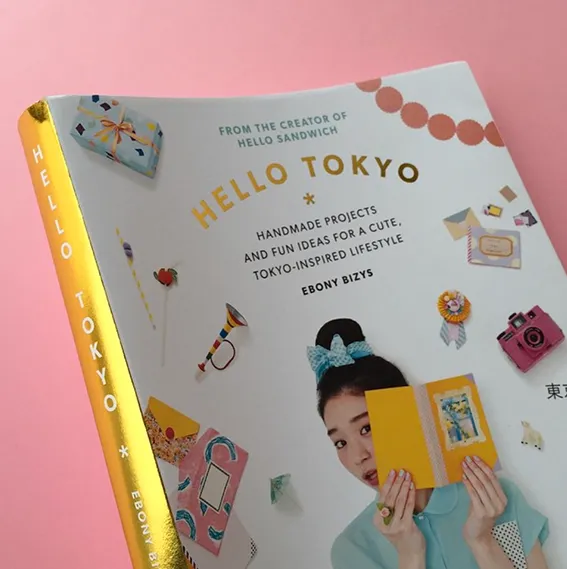 FROM THE CREATOR OF
HELLO SANDWICH
HELLO TOKYO
*
HANDMADE PROJECTS
AND FUN IDEAS FOR A CUTE,
TOKYO-INSPIRED LIFESTYLE
EBONY BIZYS
HELLO TOKYO * EBONY